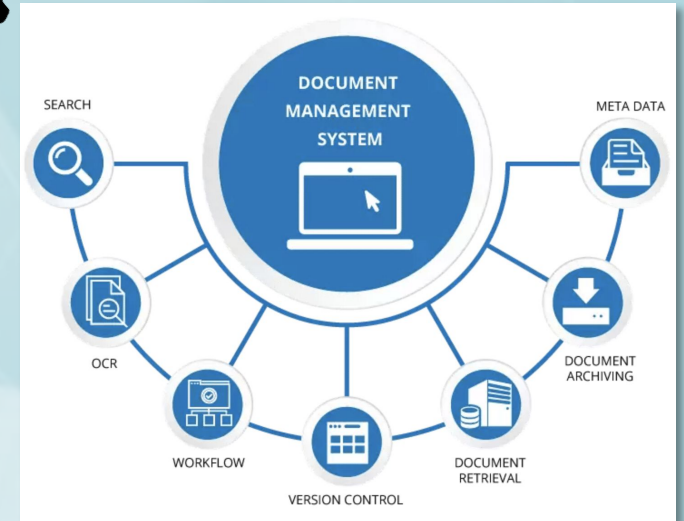 DOCUMENT
MANAGEMENT
SYSTEM
SEARCH
META DATA
OCR
DOCUMENT
ARCHIVING
WORKFLOW
DOCUMENT
RETRIEVAL
VERSION CONTROL